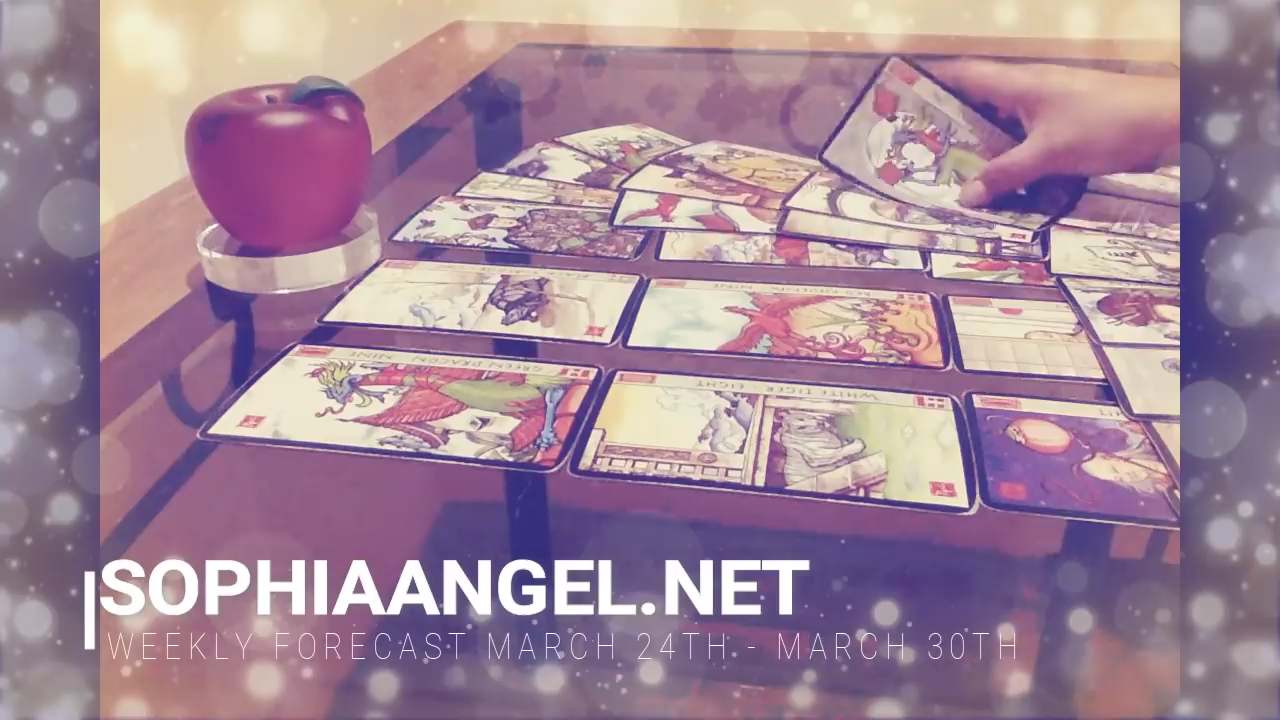 SOPHIAANGEL.NET
WEEKLY FORECAST MARCH 24TH - MARCH 30TH
GREEN DRAGON NINE
WHITE TIGER - EIGHT